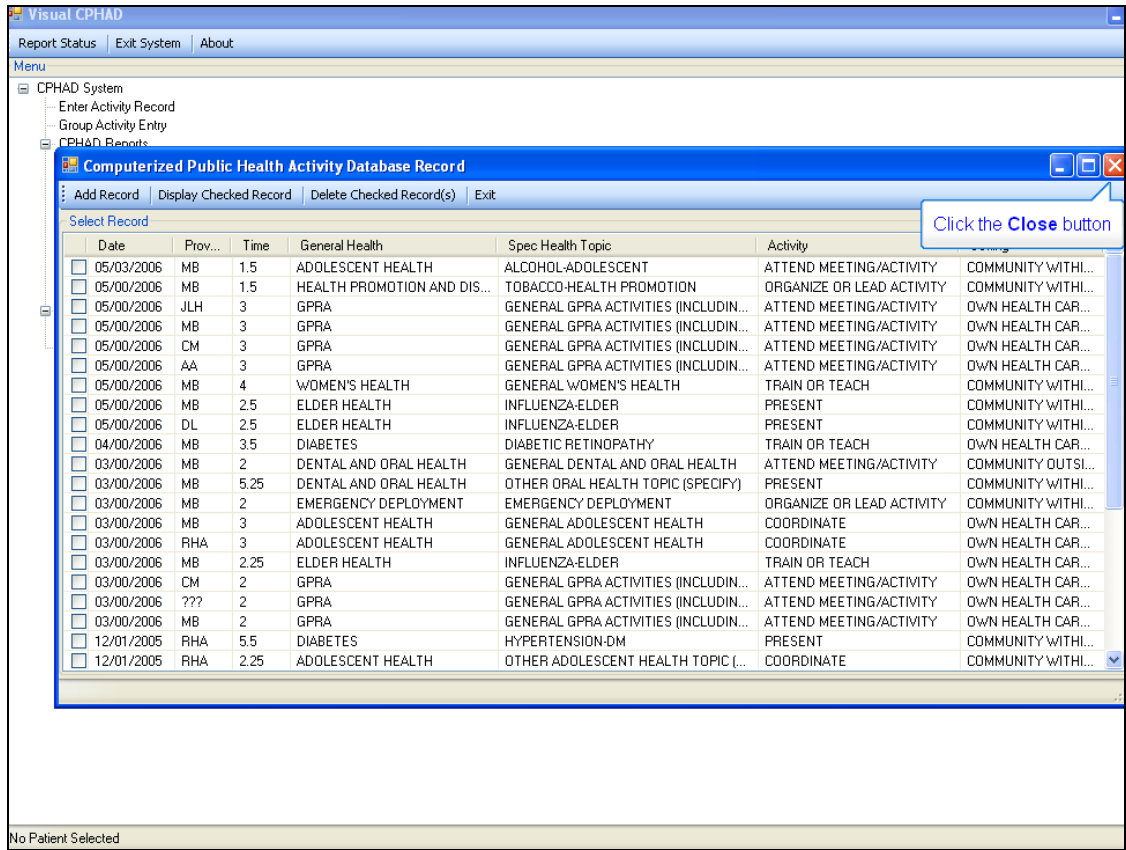 Visual CPHAD
Report Status Exit System About
Menu
CPHAD System
Enter Activity Record
Group Activity Entry
CPHAD Reports
Computerized Public Health Activity Database Record
Add Record Display Checked Record Delete Checked Record(s) Exit
Select Record
Click the Close button
Date Prov... Time General Health Spec Health Topic Activity
05/03/2006 MB 1.5 ADOLESCENT HEALTH ALCOHOL-ADOLESCENT ATTEND MEETING/ACTIVITY COMMUNITY WITHI...
05/00/2006 MB 1.5 HEALTH PROMOTION AND DIS... TOBACCO-HEALTH PROMOTION ORGANIZE OR LEAD ACTIVITY COMMUNITY WITHI...
05/00/2006 JLH 3 GPRA GENERAL GPRA ACTIVITIES (INCLUDIN... ATTEND MEETING/ACTIVITY OWN HEALTH CAR...
05/00/2006 MB 3 GPRA GENERAL GPRA ACTIVITIES (INCLUDIN... ATTEND MEETING/ACTIVITY OWN HEALTH CAR...
05/00/2006 CM 3 GPRA GENERAL GPRA ACTIVITIES (INCLUDIN... ATTEND MEETING/ACTIVITY OWN HEALTH CAR...
05/00/2006 AA 3 GPRA GENERAL GPRA ACTIVITIES (INCLUDIN... ATTEND MEETING/ACTIVITY OWN HEALTH CAR...
05/00/2006 MB 4 WOMEN'S HEALTH GENERAL WOMEN'S HEALTH TRAIN OR TEACH COMMUNITY WITHI...
05/00/2006 MB 2.5 ELDER HEALTH INFLUENZA-ELDER PRESENT COMMUNITY WITHI...
05/00/2006 DL 2.5 ELDER HEALTH INFLUENZA-ELDER PRESENT COMMUNITY WITHI...
04/00/2006 MB 3.5 DIABETES DIABETIC RETINOPATHY TRAIN OR TEACH OWN HEALTH CAR...
03/00/2006 MB 2 DENTAL AND ORAL HEALTH GENERAL DENTAL AND ORAL HEALTH ATTEND MEETING/ACTIVITY COMMUNITY OUTSI...
03/00/2006 MB 5.25 DENTAL AND ORAL HEALTH OTHER ORAL HEALTH TOPIC (SPECIFY) PRESENT COMMUNITY WITHI...
03/00/2006 MB 2 EMERGENCY DEPLOYMENT EMERGENCY DEPLOYMENT ORGANIZE OR LEAD ACTIVITY COMMUNITY WITHI...
03/00/2006 MB 3 ADOLESCENT HEALTH GENERAL ADOLESCENT HEALTH COORDINATE OWN HEALTH CAR...
03/00/2006 RHA 3 ADOLESCENT HEALTH GENERAL ADOLESCENT HEALTH COORDINATE OWN HEALTH CAR...
03/00/2006 MB 2.25 ELDER HEALTH INFLUENZA-ELDER TRAIN OR TEACH OWN HEALTH CAR...
03/00/2006 CM 2 GPRA GENERAL GPRA ACTIVITIES (INCLUDIN... ATTEND MEETING/ACTIVITY OWN HEALTH CAR...
03/00/2006 ??? 2 GPRA GENERAL GPRA ACTIVITIES (INCLUDIN... ATTEND MEETING/ACTIVITY OWN HEALTH CAR...
03/00/2006 MB 2 GPRA GENERAL GPRA ACTIVITIES (INCLUDIN... ATTEND MEETING/ACTIVITY OWN HEALTH CAR...
12/01/2005 RHA 5.5 DIABETES HYPERTENSION-DM PRESENT COMMUNITY WITHI...
12/01/2005 RHA 2.25 ADOLESCENT HEALTH OTHER ADOLESCENT HEALTH TOPIC (... COORDINATE COMMUNITY WITHI...
No Patient Selected